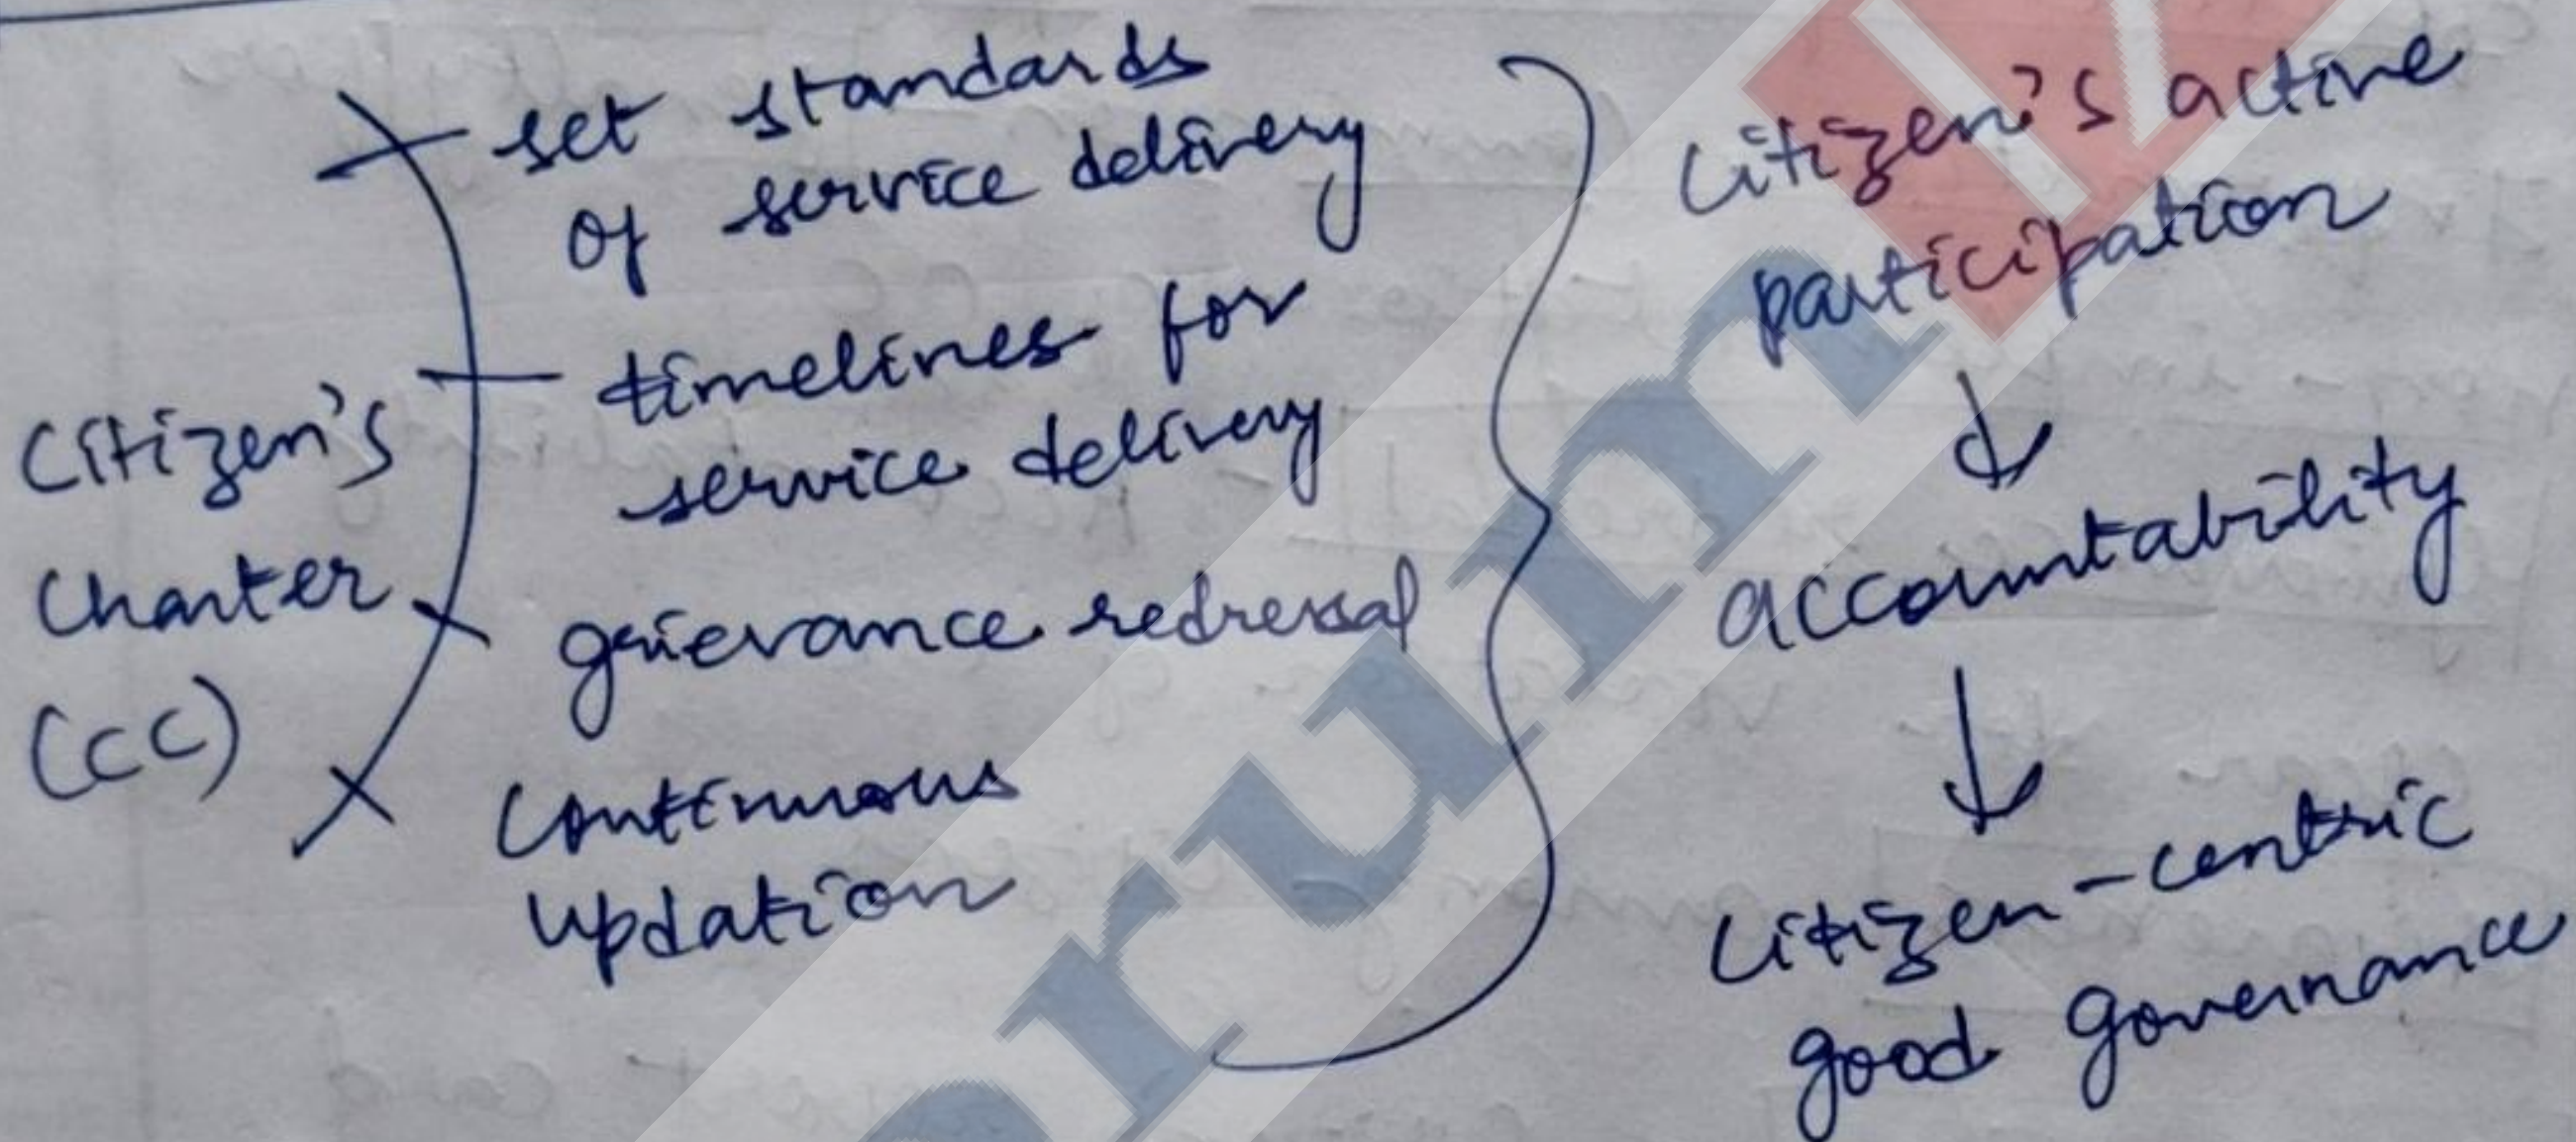 Citizen's
Charter
(CC)
set standards
of service delivery
timelines for
service delivery
grievance redressal
Continuous
Updation
Citizen's active
participation
accountability
Citizen-centric
good governance